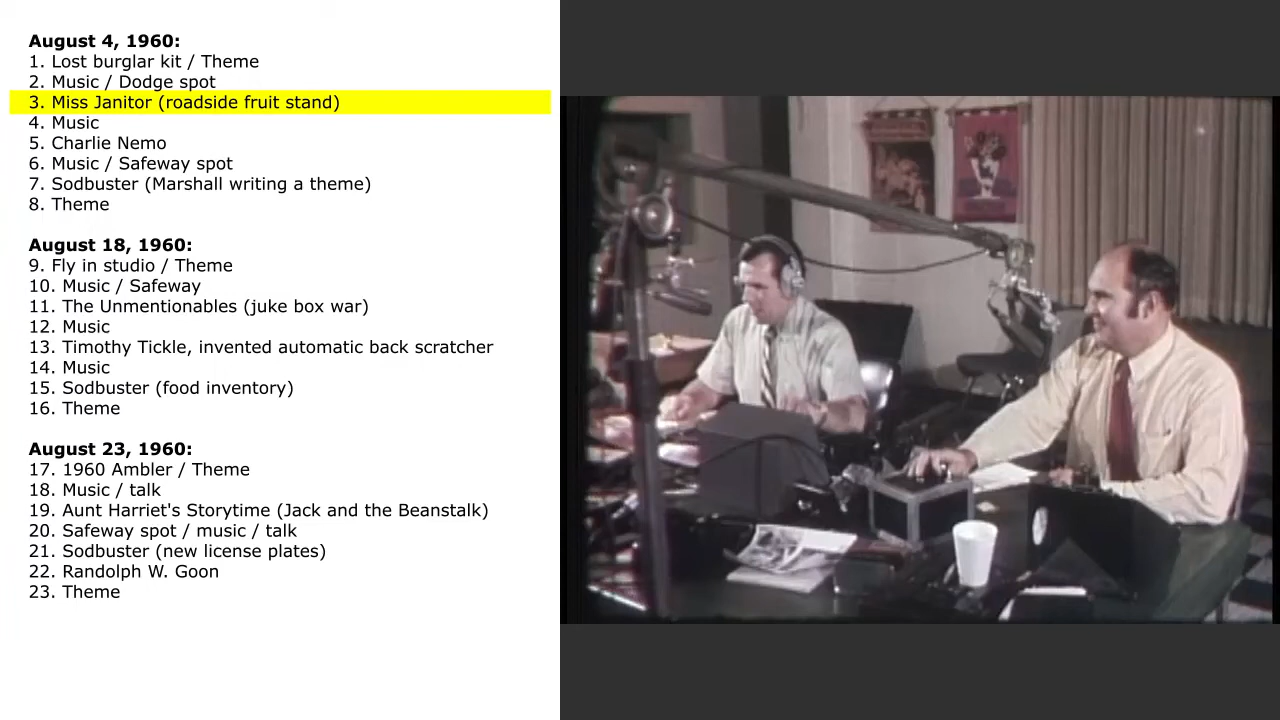 August 4, 1960:
1. Lost burglar kit / Theme
2. Music / Dodge spot
3. Miss Janitor (roadside fruit stand)
4. Music
5. Charlie Nemo
6. Music / Safeway spot
7. Sodbuster (Marshall writing a theme)
8. Theme
August 18, 1960:
9. Fly in studio / Theme
10. Music / Safeway
11. The Unmentionables (juke box war)
12. Music
13. Timothy Tickle, invented automatic back scratcher
14. Music
15. Sodbuster (food inventory)
16. Theme
August 23, 1960:
17. 1960 Ambler / Theme
18. Music / talk
19. Aunt Harriet's Storytime (Jack and the Beanstalk)
20. Safeway spot / music / talk
21. Sodbuster (new license plates)
22. Randolph W. Goon
23. Theme